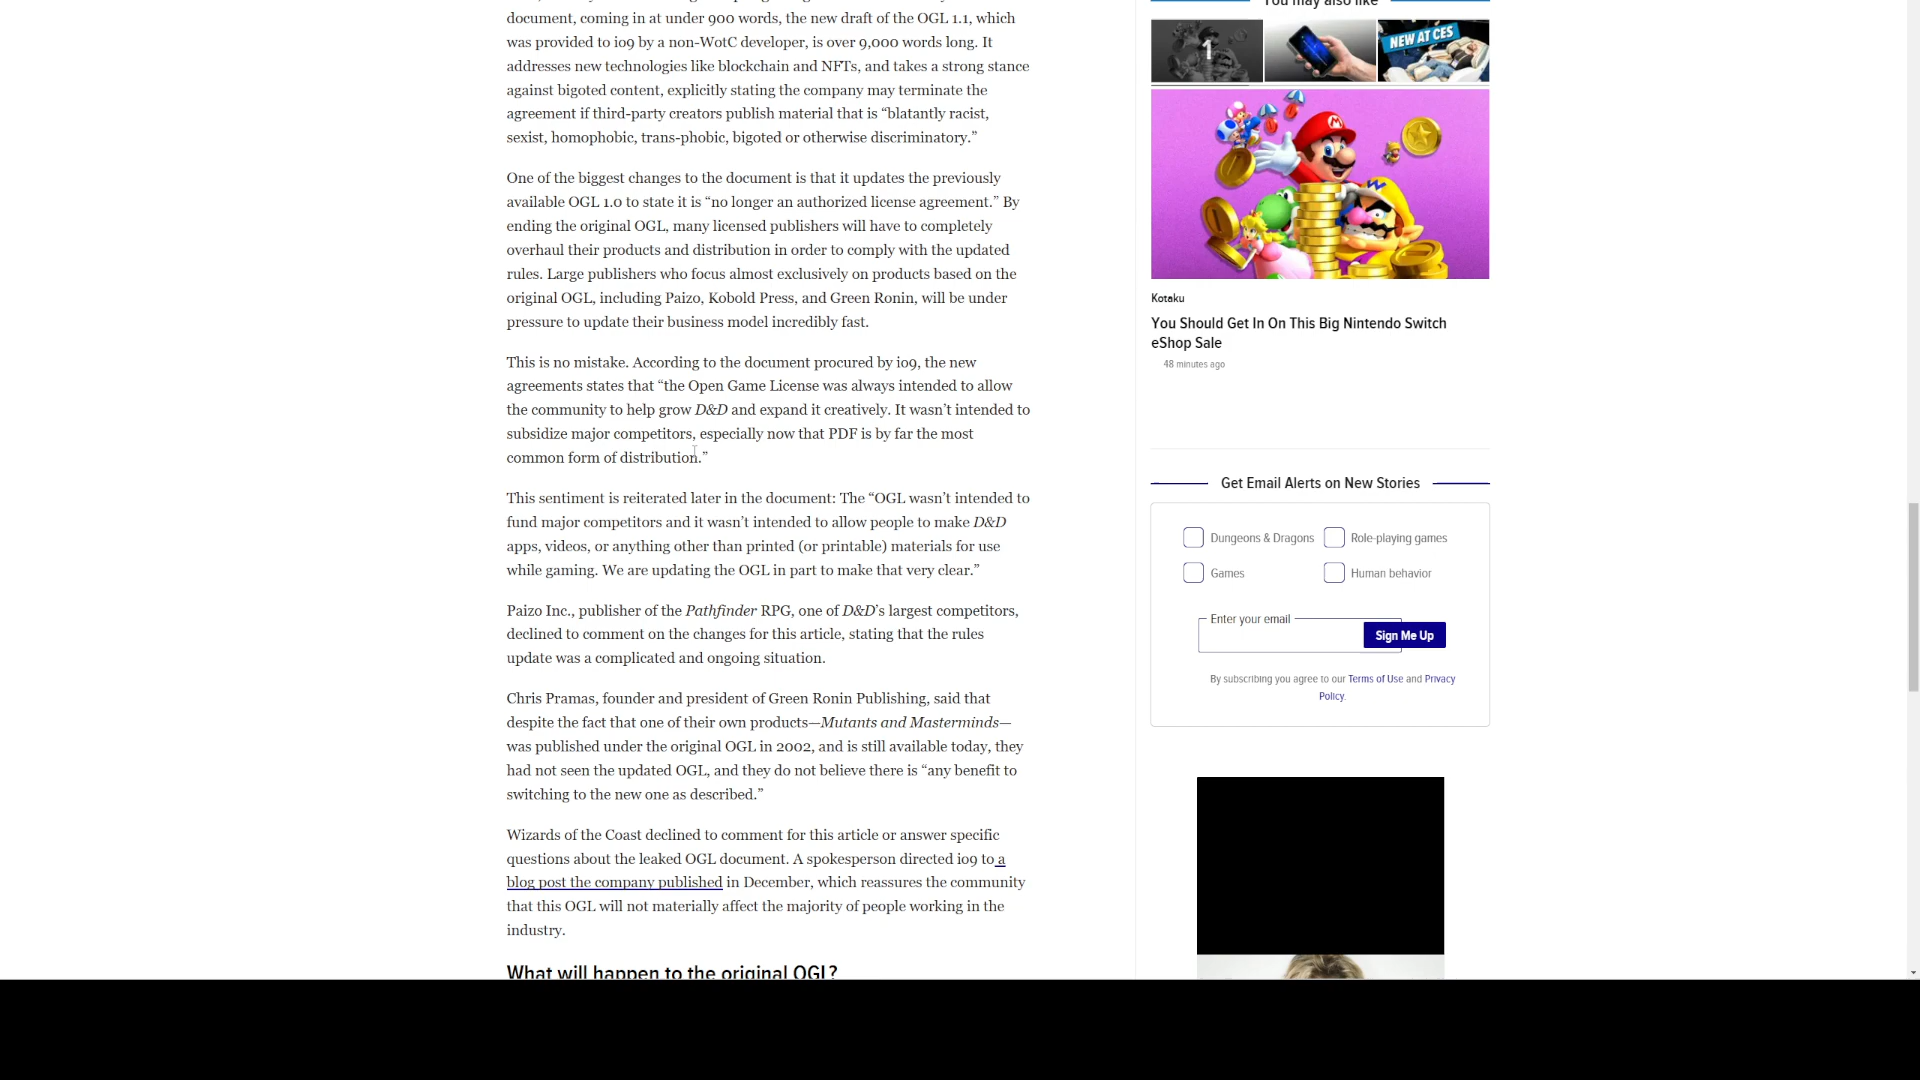 document, coming in at under 900 words, the new draft of the OGL 1.1, which
was provided to io9 by a non-WotC developer, is over 9,000 words long. It
addresses new technologies like blockchain and NFTs, and takes a strong stance
against bigoted content, explicitly stating the company may terminate the
agreement if third-party creators publish material that is “blatantly racist,
sexist, homophobic, trans-phobic, bigoted or otherwise discriminatory.”
One of the biggest changes to the document is that it updates the previously
available OGL 1.0 to state it is “no longer an authorized license agreement.” By
ending the original OGL, many licensed publishers will have to completely
overhaul their products and distribution in order to comply with the updated
rules. Large publishers who focus almost exclusively on products based on the
original OGL, including Paizo, Kobold Press, and Green Ronin, will be under
pressure to update their business model incredibly fast.
This is no mistake. According to the document procured by io9, the new
agreements states that “the Open Game License was always intended to allow
the community to help grow D&D and expand it creatively. It wasn’t intended to
subsidize major competitors, especially now that PDF is by far the most
common form of distribution.”
This sentiment is reiterated later in the document: The “OGL wasn’t intended to
fund major competitors and it wasn’t intended to allow people to make D&D
apps, videos, or anything other than printed (or printable) materials for use
while gaming. We are updating the OGL in part to make that very clear.”
Paizo Inc., publisher of the Pathfinder RPG, one of D&D’s largest competitors,
declined to comment on the changes for this article, stating that the rules
update was a complicated and ongoing situation.
Chris Pramas, founder and president of Green Ronin Publishing, said that
despite the fact that one of their own products—Mutants and Masterminds—
was published under the original OGL in 2002, and is still available today, they
had not seen the updated OGL, and they do not believe there is “any benefit to
switching to the new one as described.”
Wizards of the Coast declined to comment for this article or answer specific
questions about the leaked OGL document. A spokesperson directed io9 to a
blog post the company published in December, which reassures the community
that this OGL will not materially affect the majority of people working in the
industry.
What will happen to the original OGL?
You may also like
1
NEW AT CES
Kotaku
You Should Get In On This Big Nintendo Switch
eShop Sale
48 minutes ago
Get Email Alerts on New Stories
Dungeons & Dragons
Role-playing games
Games
Human behavior
Enter your email
Sign Me Up
By subscribing you agree to our Terms of Use and Privacy
Policy.